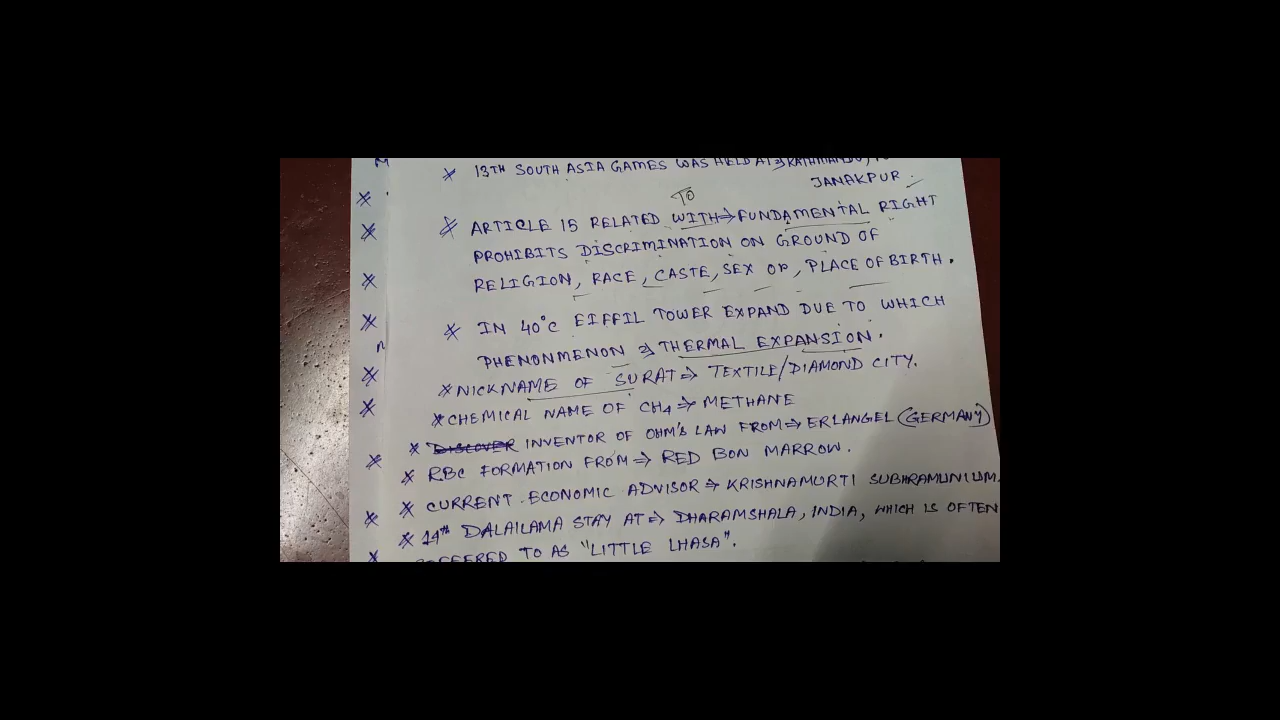 * 13TH SOUTH ASIA GAMES WAS HELD AT⇒KATHMANDU,
JANAKPUR.
TO
* ARTICLE 15 RELATED WITH⇒FUNDAMENTAL RIGHT
PROHIBITS DISCRIMINATION ON GROUND OF
RELIGION, RACE, CASTE, SEX OR, PLACE OF BIRTH.
* IN 40°C EIFFIL TOWER EXPAND DUE TO WHICH
PHENONMENON ⇒ THERMAL EXPANSION.
* NICKNAME OF SURAT⇒ TEXTILE/DIAMOND CITY.
* CHEMICAL NAME OF CH4⇒ METHANE
* DISCOVER INVENTOR OF OHM'S LAW FROM⇒ ERLANGEL (GERMANY)
* RBC FORMATION FROM⇒ RED BON MARROW.
* CURRENT ECONOMIC ADVISOR⇒ KRISHNAMURTI SUBHRAMUNIUM.
* 14th DALAILAMA STAY AT⇒ DHARAMSHALA, INDIA, WHICH IS OFTEN
REFFERED TO AS "LITTLE LHASA".